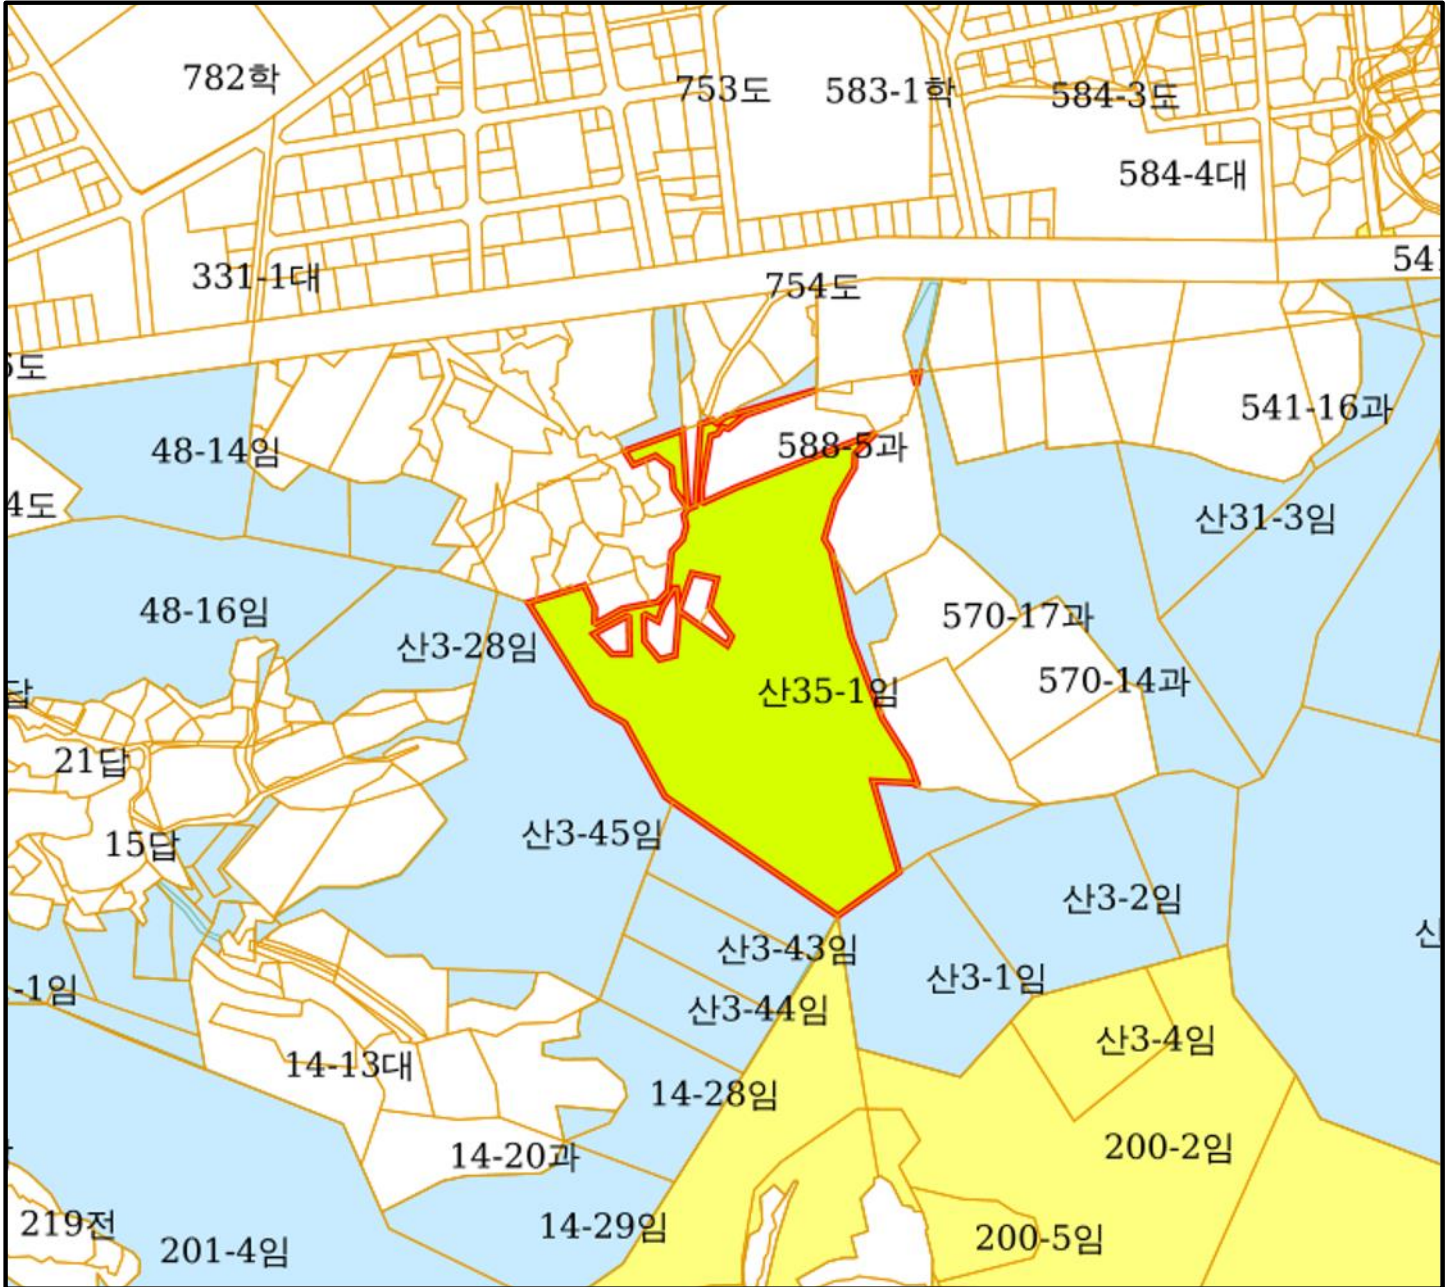 782학
753도
583-1학
584-3도
584-4대
331-1대
754도
541
도
541-16과
588-5과
48-14임
4도
산31-3임
48-16임
570-17과
산3-28임
570-14과
산35-1임
답
21답
산3-45임
15답
산3-2임
산3-43임
산
산3-1임
-1임
산3-44임
산3-4임
14-13대
14-28임
200-2임
14-20과
219전
14-29임
200-5임
201-4임